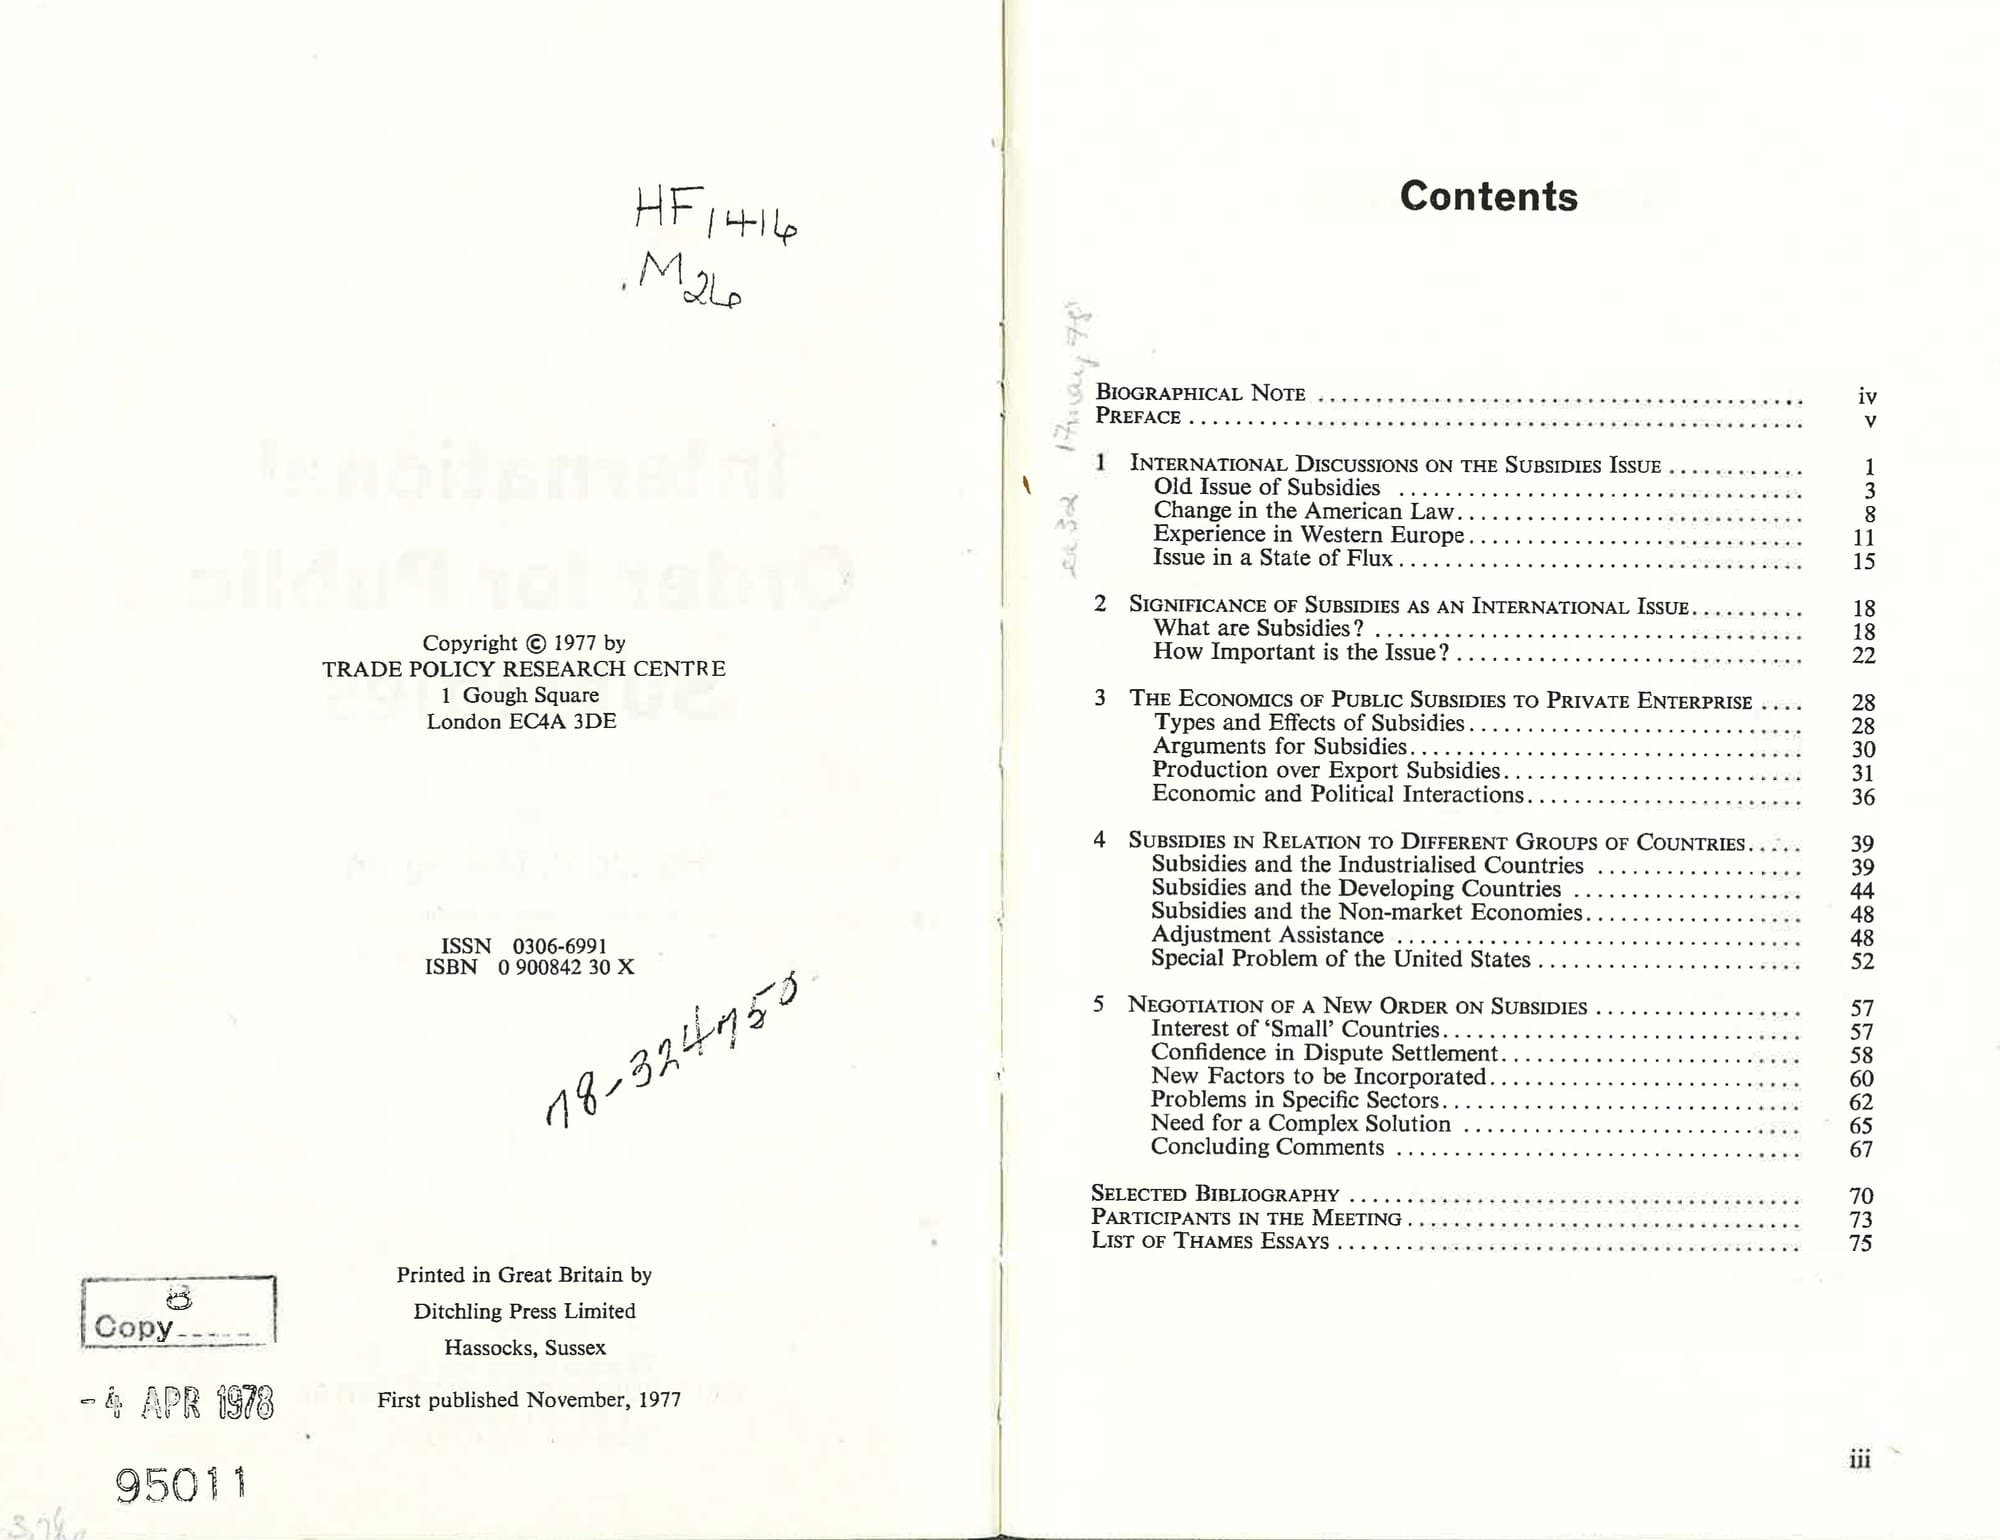 HF1416
.M26
Copyright © 1977 by
TRADE POLICY RESEARCH CENTRE
1 Gough Square
London EC4A 3DE
ISSN 0306-6991
ISBN 0 900842 30 X
78-324750
Printed in Great Britain by
Ditchling Press Limited
Hassocks, Sussex
First published November, 1977
8
Copy
-4 APR 1978
95011
Contents
17 May 78
BIOGRAPHICAL NOTE iv
PREFACE v
1 INTERNATIONAL DISCUSSIONS ON THE SUBSIDIES ISSUE 1
Old Issue of Subsidies 3
Change in the American Law 8
Experience in Western Europe 11
Issue in a State of Flux 15
2 SIGNIFICANCE OF SUBSIDIES AS AN INTERNATIONAL ISSUE 18
What are Subsidies? 18
How Important is the Issue? 22
3 THE ECONOMICS OF PUBLIC SUBSIDIES TO PRIVATE ENTERPRISE 28
Types and Effects of Subsidies 28
Arguments for Subsidies 30
Production over Export Subsidies 31
Economic and Political Interactions 36
4 SUBSIDIES IN RELATION TO DIFFERENT GROUPS OF COUNTRIES 39
Subsidies and the Industrialised Countries 39
Subsidies and the Developing Countries 44
Subsidies and the Non-market Economies 48
Adjustment Assistance 48
Special Problem of the United States 52
5 NEGOTIATION OF A NEW ORDER ON SUBSIDIES 57
Interest of ‘Small’ Countries 57
Confidence in Dispute Settlement 58
New Factors to be Incorporated 60
Problems in Specific Sectors 62
Need for a Complex Solution 65
Concluding Comments 67
SELECTED BIBLIOGRAPHY 70
PARTICIPANTS IN THE MEETING 73
LIST OF THAMES ESSAYS 75
iii